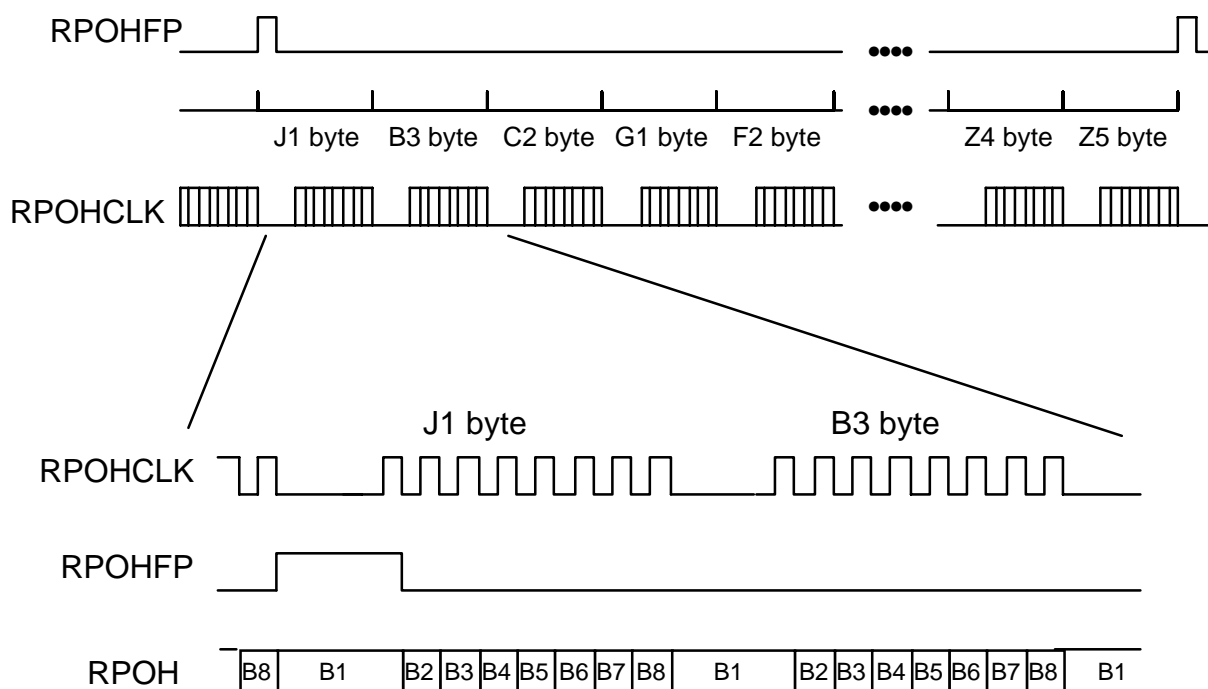 RPOHFP
J1 byte B3 byte C2 byte G1 byte F2 byte Z4 byte Z5 byte
RPOHCLK
J1 byte B3 byte
RPOHCLK
RPOHFP
RPOH B8 B1 B2 B3 B4 B5 B6 B7 B8 B1 B2 B3 B4 B5 B6 B7 B8 B1